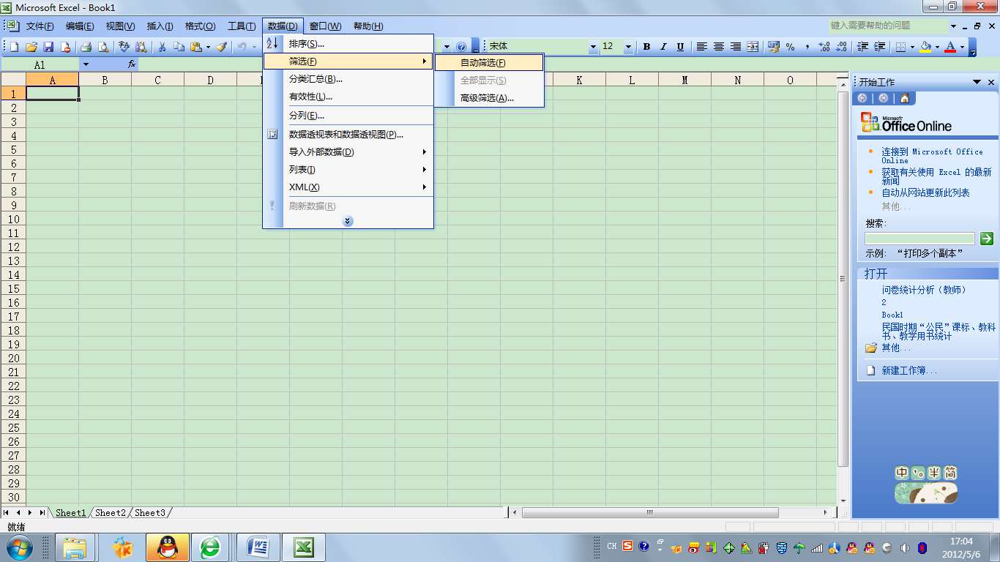 Microsoft Excel - Book1
文件(F) 编辑(E) 视图(V) 插入(I) 格式(O) 工具(T) 数据(D) 窗口(W) 帮助(H) 键入需要帮助的问题
宋体 12 B I U
A1 fx
排序(S)...
筛选(F)
分类汇总(B)...
有效性(L)...
分列(E)...
数据透视表和数据透视图(P)...
导入外部数据(D)
列表(I)
XML(X)
刷新数据(R)
自动筛选(F)
全部显示(S)
高级筛选(A)...
A B C D K L M N O
1
2
3
4
5
6
7
8
9
10
11
12
13
14
15
16
17
18
19
20
21
22
23
24
25
26
27
28
29
30
开始工作
Microsoft
Office Online
连接到 Microsoft Office
Online
获取有关使用 Excel 的最新
新闻
自动从网站更新此列表
其他...
搜索:
示例: “打印多个副本”
打开
问卷统计分析（教师）
2
Book1
民国时期“公民”课标、教科
书、教学用书统计
其他...
新建工作簿...
中 °, 半 简
Sheet1 Sheet2 Sheet3
就绪
CH
17:04
2012/5/6